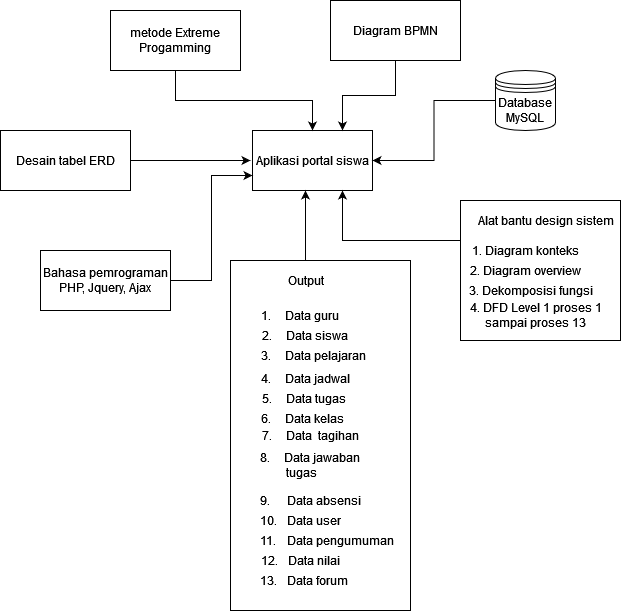 metode Extreme
Progamming
Diagram BPMN
Database
MySQL
Desain tabel ERD
Aplikasi portal siswa
Alat bantu design sistem
1. Diagram konteks
2. Diagram overview
3. Dekomposisi fungsi
4. DFD Level 1 proses 1
sampai proses 13
Bahasa pemrograman
PHP, Jquery, Ajax
Output
1. Data guru
2. Data siswa
3. Data pelajaran
4. Data jadwal
5. Data tugas
6. Data kelas
7. Data tagihan
8. Data jawaban
tugas
9. Data absensi
10. Data user
11. Data pengumuman
12. Data nilai
13. Data forum